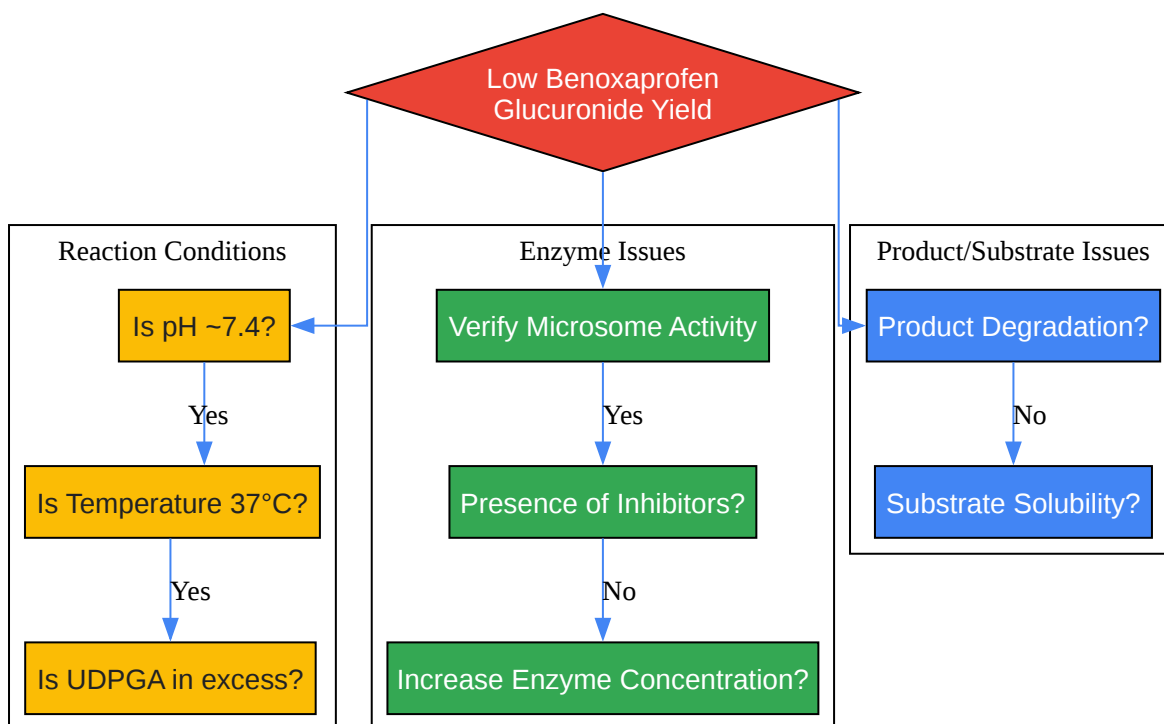 Low Benoxaprofen
Glucuronide Yield
Reaction Conditions
Is pH ~7.4?
Yes
Is Temperature 37°C?
Yes
Is UDPGA in excess?
Enzyme Issues
Verify Microsome Activity
Yes
Presence of Inhibitors?
No
Increase Enzyme Concentration?
Product/Substrate Issues
Product Degradation?
No
Substrate Solubility?